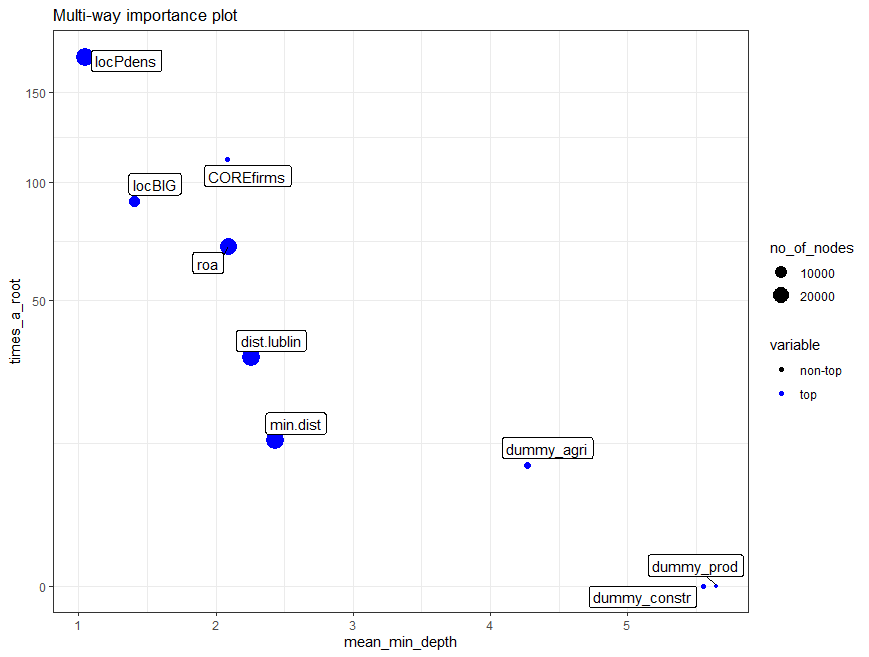 Multi-way importance plot
times_a_root
150
100
50
0
locPdens
locBIG
COREfirms
roa
dist.lublin
min.dist
dummy_agri
dummy_prod
dummy_constr
1
2
3
4
5
mean_min_depth
no_of_nodes
10000
20000
variable
non-top
top